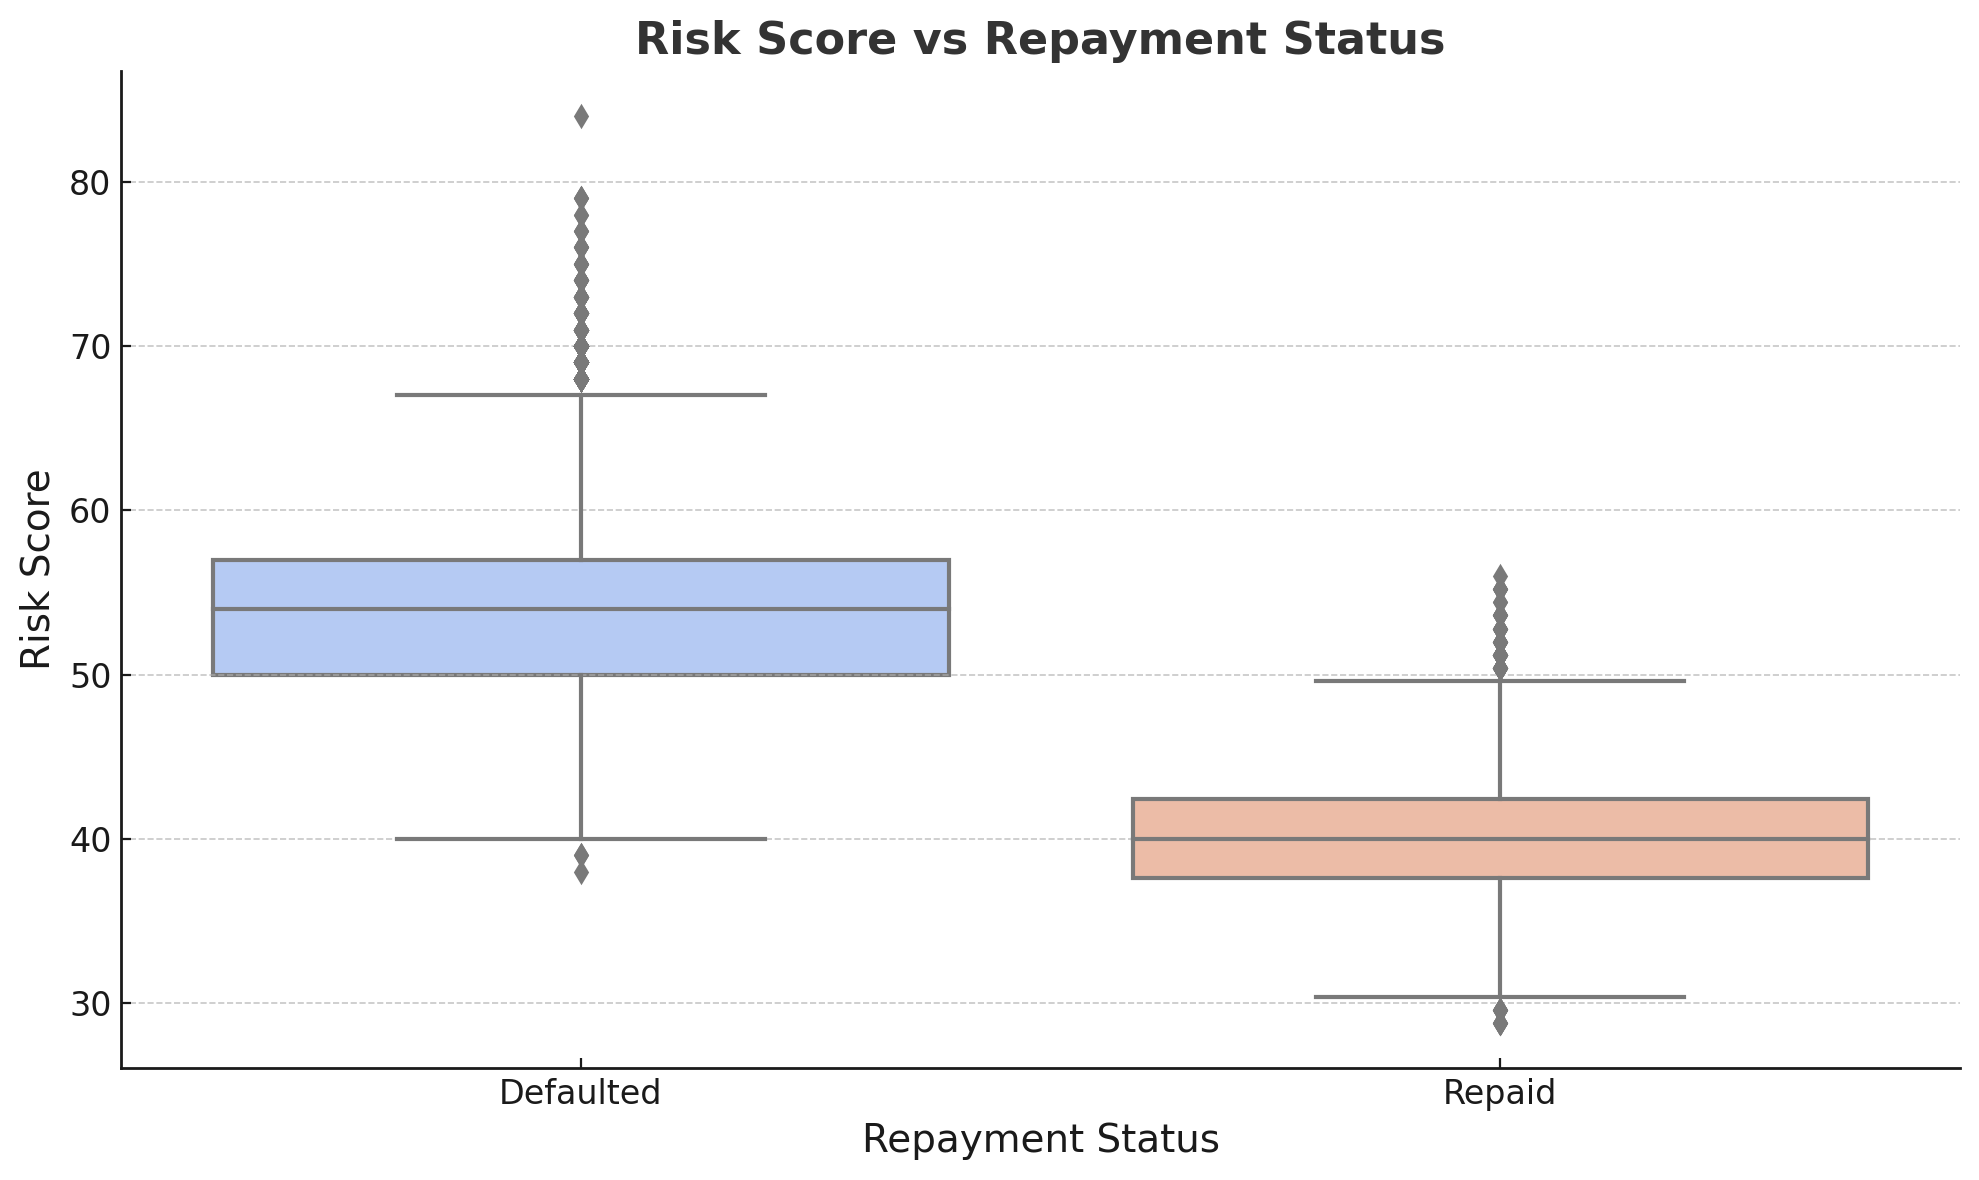 Risk Score vs Repayment Status
Risk Score
80
70
60
50
40
30
Defaulted
Repaid
Repayment Status